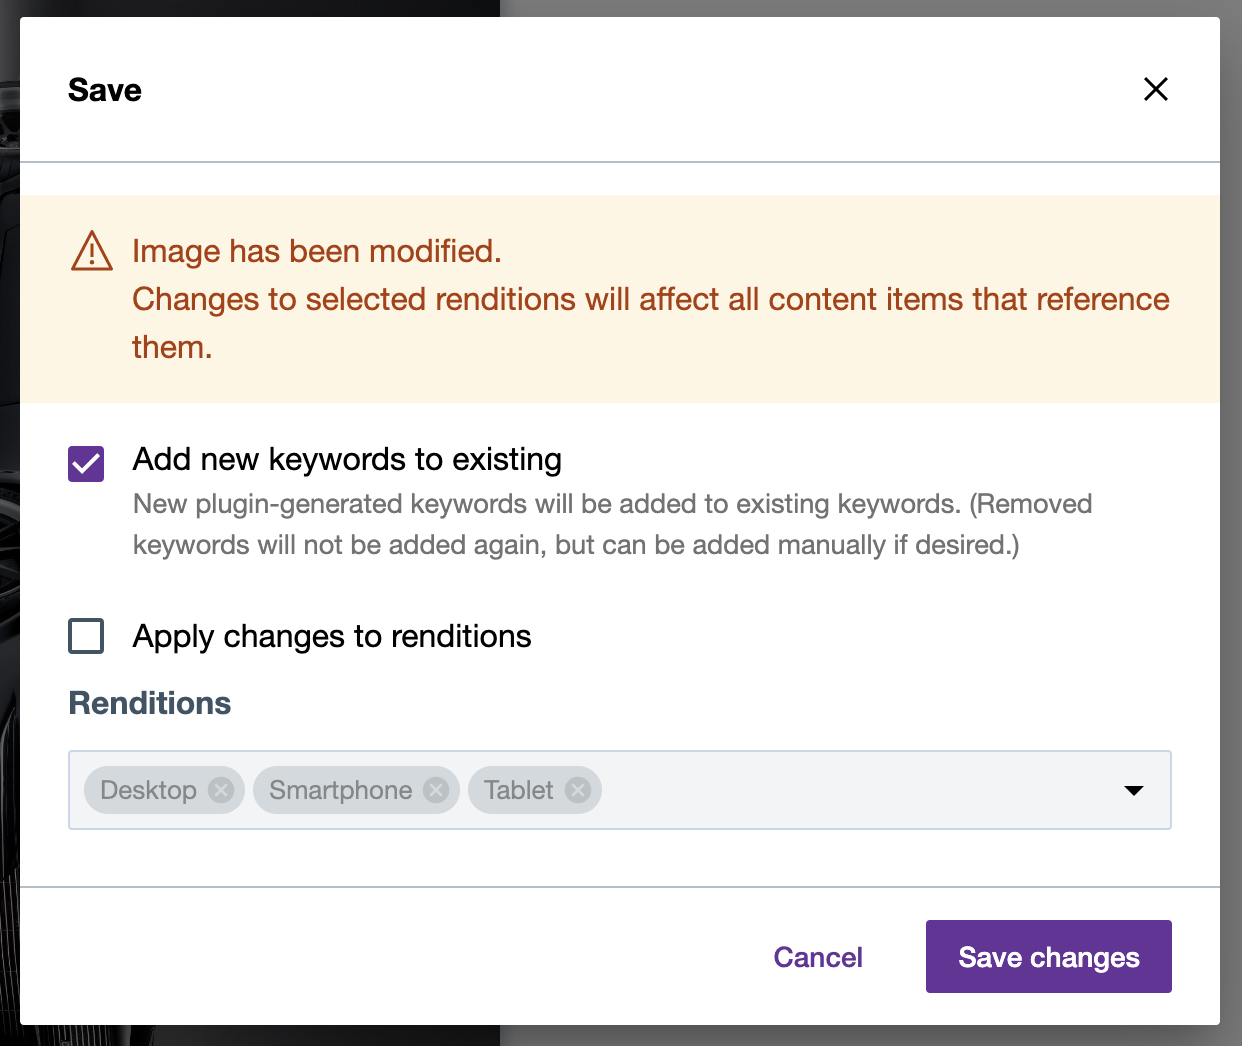 Save
Image has been modified.
Changes to selected renditions will affect all content items that reference
them.
Add new keywords to existing
New plugin-generated keywords will be added to existing keywords. (Removed
keywords will not be added again, but can be added manually if desired.)
Apply changes to renditions
Renditions
Desktop Smartphone Tablet
Cancel Save changes